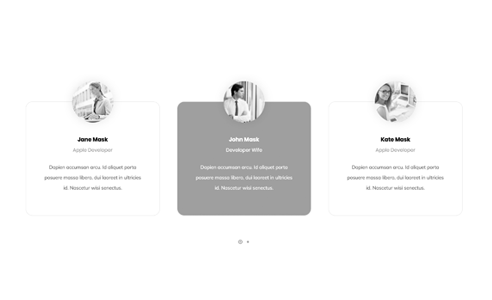 Jane Mask
Apple Developer
Dapien accumsan arcu. Id aliquet porta
posuere massa libero, dui laoreet in ultricies
id. Nascetur wisi senectus.
John Mask
Developer Wife
Dapien accumsan arcu. Id aliquet porta
posuere massa libero, dui laoreet in ultricies
id. Nascetur wisi senectus.
Kate Mask
Apple Developer
Dapien accumsan arcu. Id aliquet porta
posuere massa libero, dui laoreet in ultricies
id. Nascetur wisi senectus.